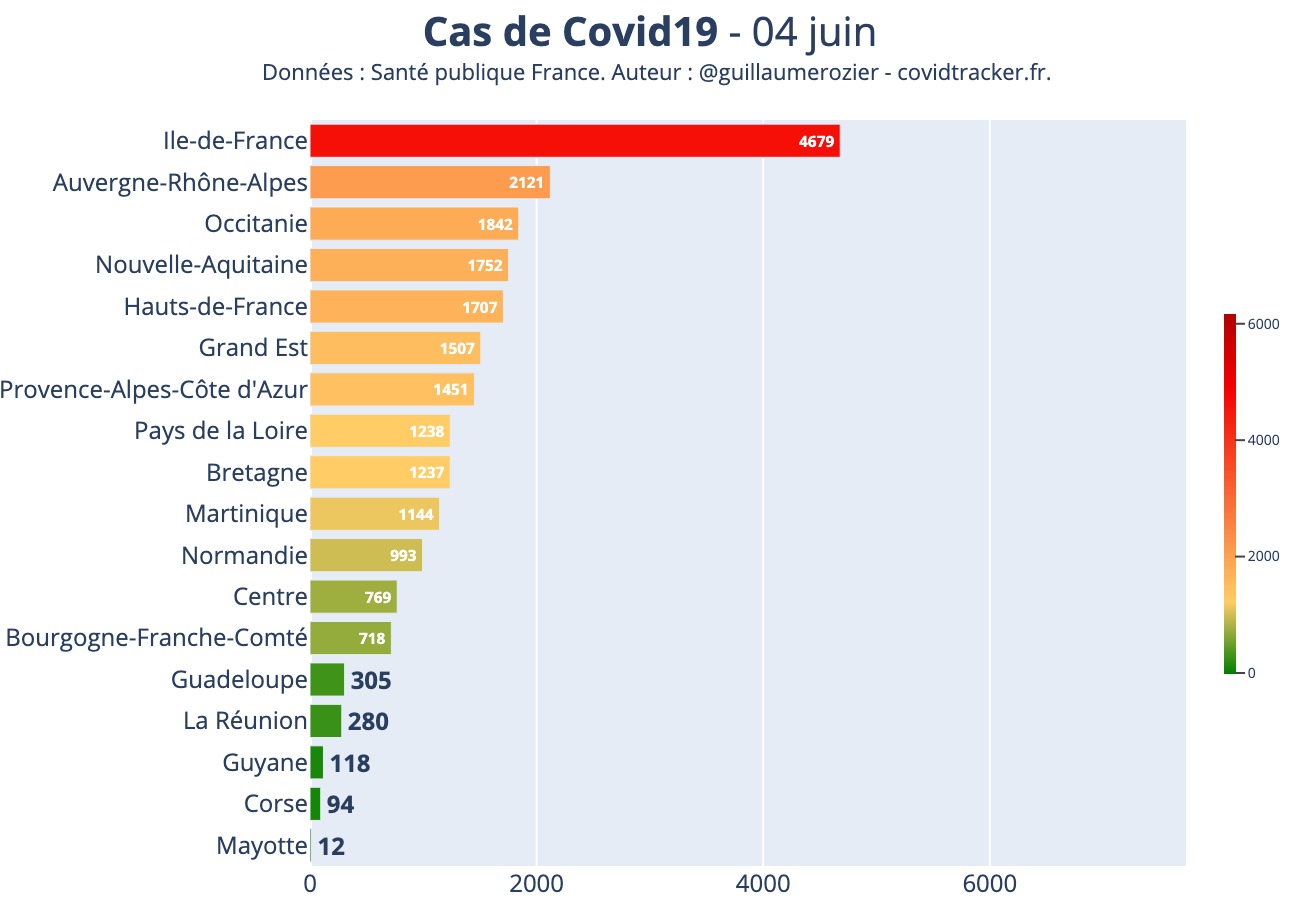 Cas de Covid19 - 04 juin
Données : Santé publique France. Auteur : @guillaumerozier - covidtracker.fr.
Ile-de-France 4679
Auvergne-Rhône-Alpes 2121
Occitanie 1842
Nouvelle-Aquitaine 1752
Hauts-de-France 1707
Grand Est 1507
Provence-Alpes-Côte d'Azur 1451
Pays de la Loire 1238
Bretagne 1237
Martinique 1144
Normandie 993
Centre 769
Bourgogne-Franche-Comté 718
Guadeloupe 305
La Réunion 280
Guyane 118
Corse 94
Mayotte 12
0 2000 4000 6000
6000
4000
2000
0